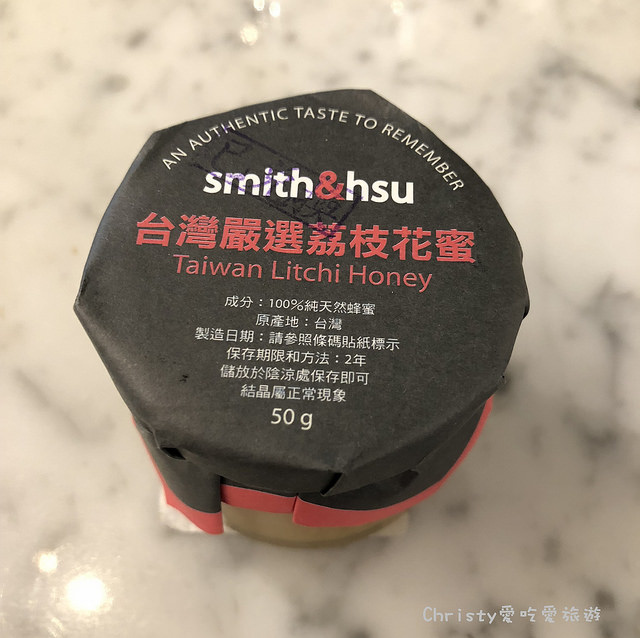 AN AUTHENTIC TASTE TO REMEMBER
smith&hsu
台灣嚴選荔枝花蜜
Taiwan Litchi Honey
成分：100%純天然蜂蜜
原產地：台灣
製造日期：請參照條碼貼紙標示
保存期限和方法：2年
儲放於陰涼處保存即可
結晶屬正常現象
50 g
Christy愛吃愛旅遊